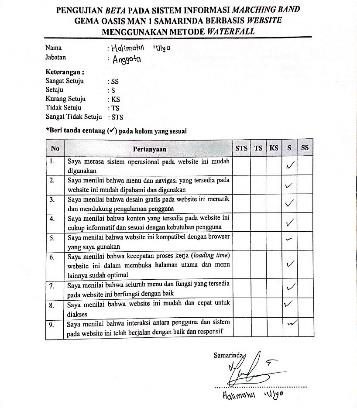 PENGUJIAN BETA PADA SISTEM INFORMASI MARCHING BAND
GEMA OASIS MAN 1 SAMARINDA BERBASIS WEBSITE
MENGGUNAKAN METODE WATERFALL
Nama : Halimatin Ulya
Jabatan : Anggota
Keterangan :
Sangat Setuju : SS
Setuju : S
Kurang Setuju : KS
Tidak Setuju : TS
Sangat Tidak Setuju : STS
*Beri tanda centang (✓) pada kolom yang sesuai
No Pertanyaan STS TS KS S SS
1. Saya merasa sistem operasional pada website ini mudah
digunakan ✓
2. Saya menilai bahwa menu dan navigasi yang tersedia pada
website ini mudah dipahami dan digunakan ✓
3. Saya menilai bahwa desain grafis pada website ini menarik
dan mendukung pengalaman pengguna ✓
4. Saya menilai bahwa konten yang tersedia pada website ini
cukup informatif dan sesuai dengan kebutuhan pengguna ✓
5. Saya menilai bahwa website ini kompatibel dengan browser
yang saya gunakan ✓
6. Saya menilai bahwa kecepatan proses kerja (loading time)
website ini dalam membuka halaman utama dan menu
lainnya sudah optimal ✓
7. Saya menilai bahwa seluruh menu dan fungsi yang tersedia
pada website ini berfungsi dengan baik ✓
8. Saya menilai bahwa website ini mudah dan cepat untuk
diakses ✓
9. Saya menilai bahwa interaksi antara pengguna dan sistem
pada website ini telah berjalan dengan baik dan responsif ✓
Samarinda,
Halimatin Ulya